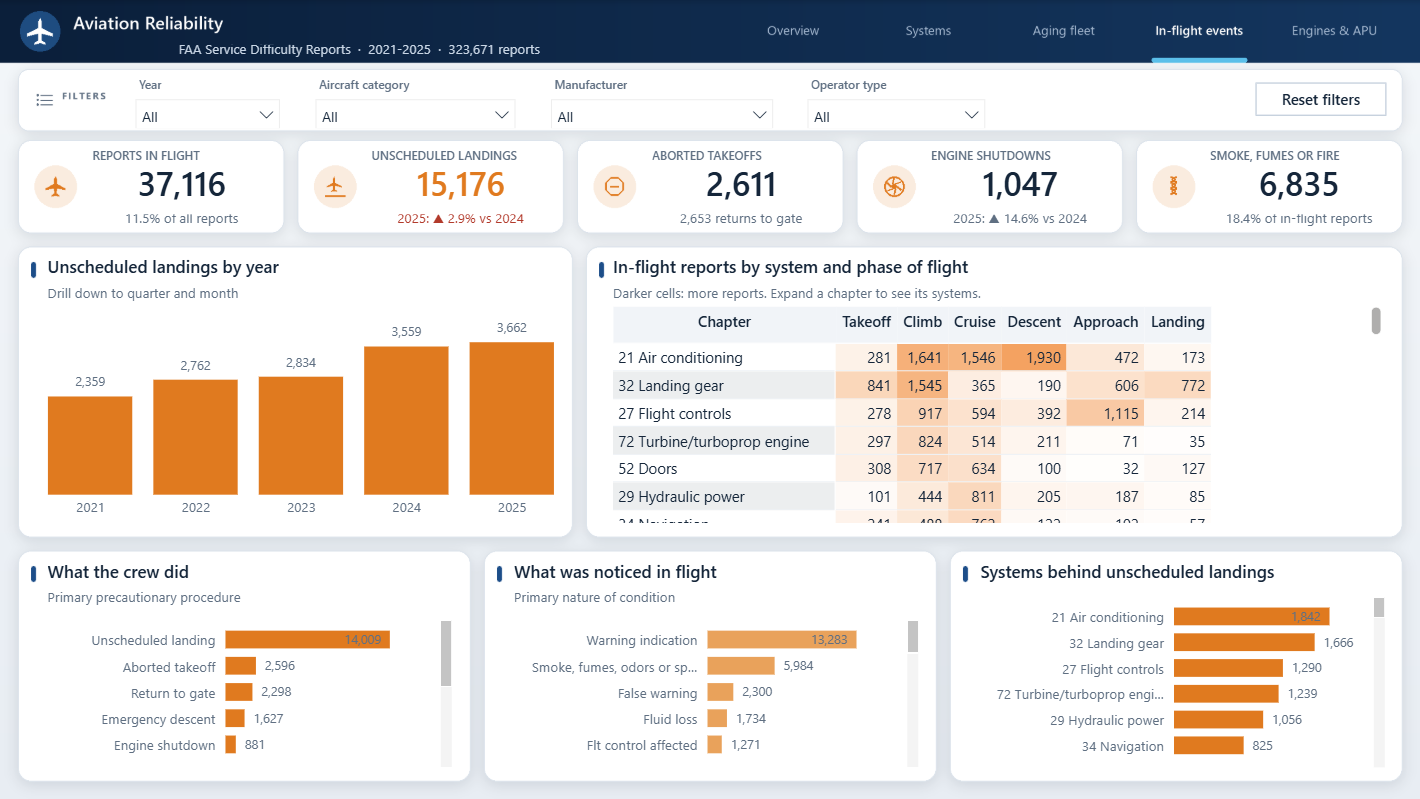 Aviation Reliability
FAA Service Difficulty Reports · 2021-2025 · 323,671 reports
Overview
Systems
Aging fleet
In-flight events
Engines & APU
FILTERS
Year
All
Aircraft category
All
Manufacturer
All
Operator type
All
Reset filters
REPORTS IN FLIGHT
37,116
11.5% of all reports
UNSCHEDULED LANDINGS
15,176
2025: ▲ 2.9% vs 2024
ABORTED TAKEOFFS
2,611
2,653 returns to gate
ENGINE SHUTDOWNS
1,047
2025: ▲ 14.6% vs 2024
SMOKE, FUMES OR FIRE
6,835
18.4% of in-flight reports
Unscheduled landings by year
Drill down to quarter and month
2,359
2,762
2,834
3,559
3,662
2021 2022 2023 2024 2025
In-flight reports by system and phase of flight
Darker cells: more reports. Expand a chapter to see its systems.
Chapter Takeoff Climb Cruise Descent Approach Landing
21 Air conditioning 281 1,641 1,546 1,930 472 173
32 Landing gear 841 1,545 365 190 606 772
27 Flight controls 278 917 594 392 1,115 214
72 Turbine/turboprop engine 297 824 514 211 71 35
52 Doors 308 717 634 100 32 127
29 Hydraulic power 101 444 811 205 187 85
34 Navigation 241 488 762 122 102 57
What the crew did
Primary precautionary procedure
Unscheduled landing 14,009
Aborted takeoff 2,596
Return to gate 2,298
Emergency descent 1,627
Engine shutdown 881
What was noticed in flight
Primary nature of condition
Warning indication 13,283
Smoke, fumes, odors or sp... 5,984
False warning 2,300
Fluid loss 1,734
Flt control affected 1,271
Systems behind unscheduled landings
21 Air conditioning 1,842
32 Landing gear 1,666
27 Flight controls 1,290
72 Turbine/turboprop engi... 1,239
29 Hydraulic power 1,056
34 Navigation 825